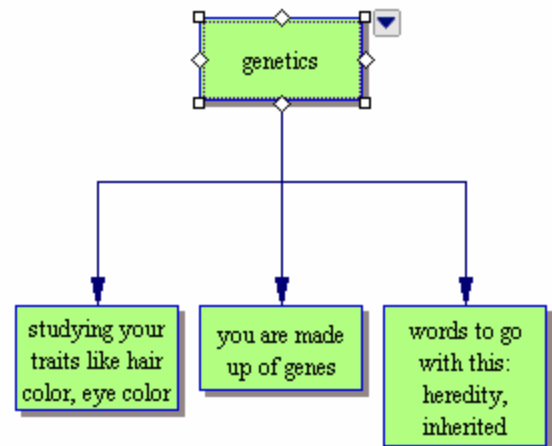 genetics
studying your
traits like hair
color, eye color
you are made
up of genes
words to go
with this:
heredity,
inherited